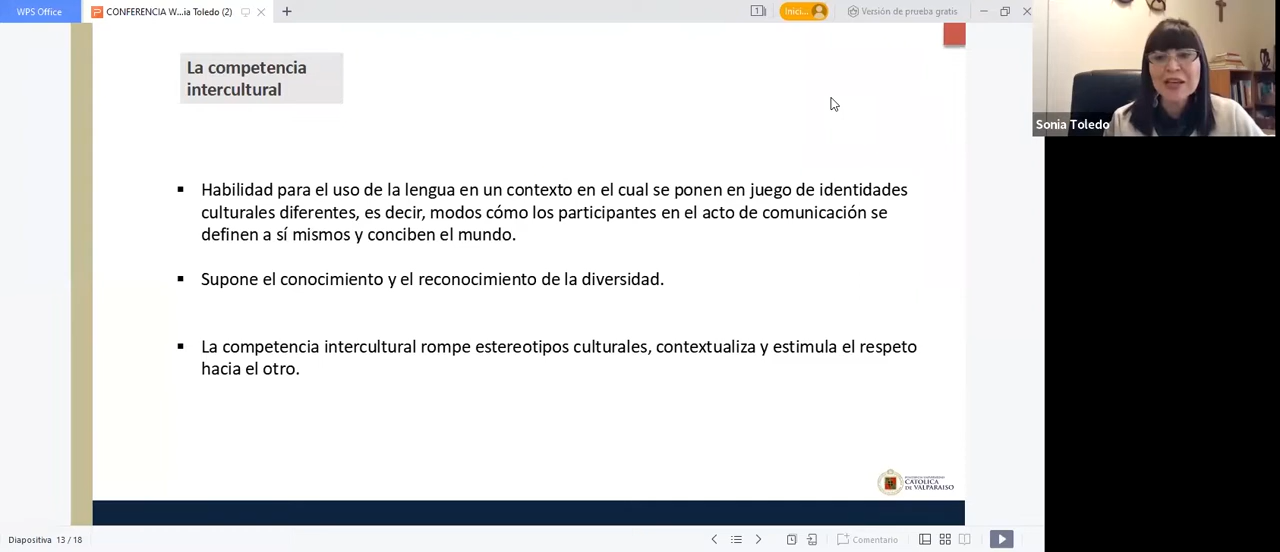 WPS Office
CONFERENCIA W...ia Toledo (2)
Inici...
Versión de prueba gratis
Sonia Toledo
La competencia
intercultural
Habilidad para el uso de la lengua en un contexto en el cual se ponen en juego de identidades
culturales diferentes, es decir, modos cómo los participantes en el acto de comunicación se
definen a sí mismos y conciben el mundo.
Supone el conocimiento y el reconocimiento de la diversidad.
La competencia intercultural rompe estereotipos culturales, contextualiza y estimula el respeto
hacia el otro.
CATOLICA
DE VALPARAISO
Diapositiva 13 / 18
Comentario